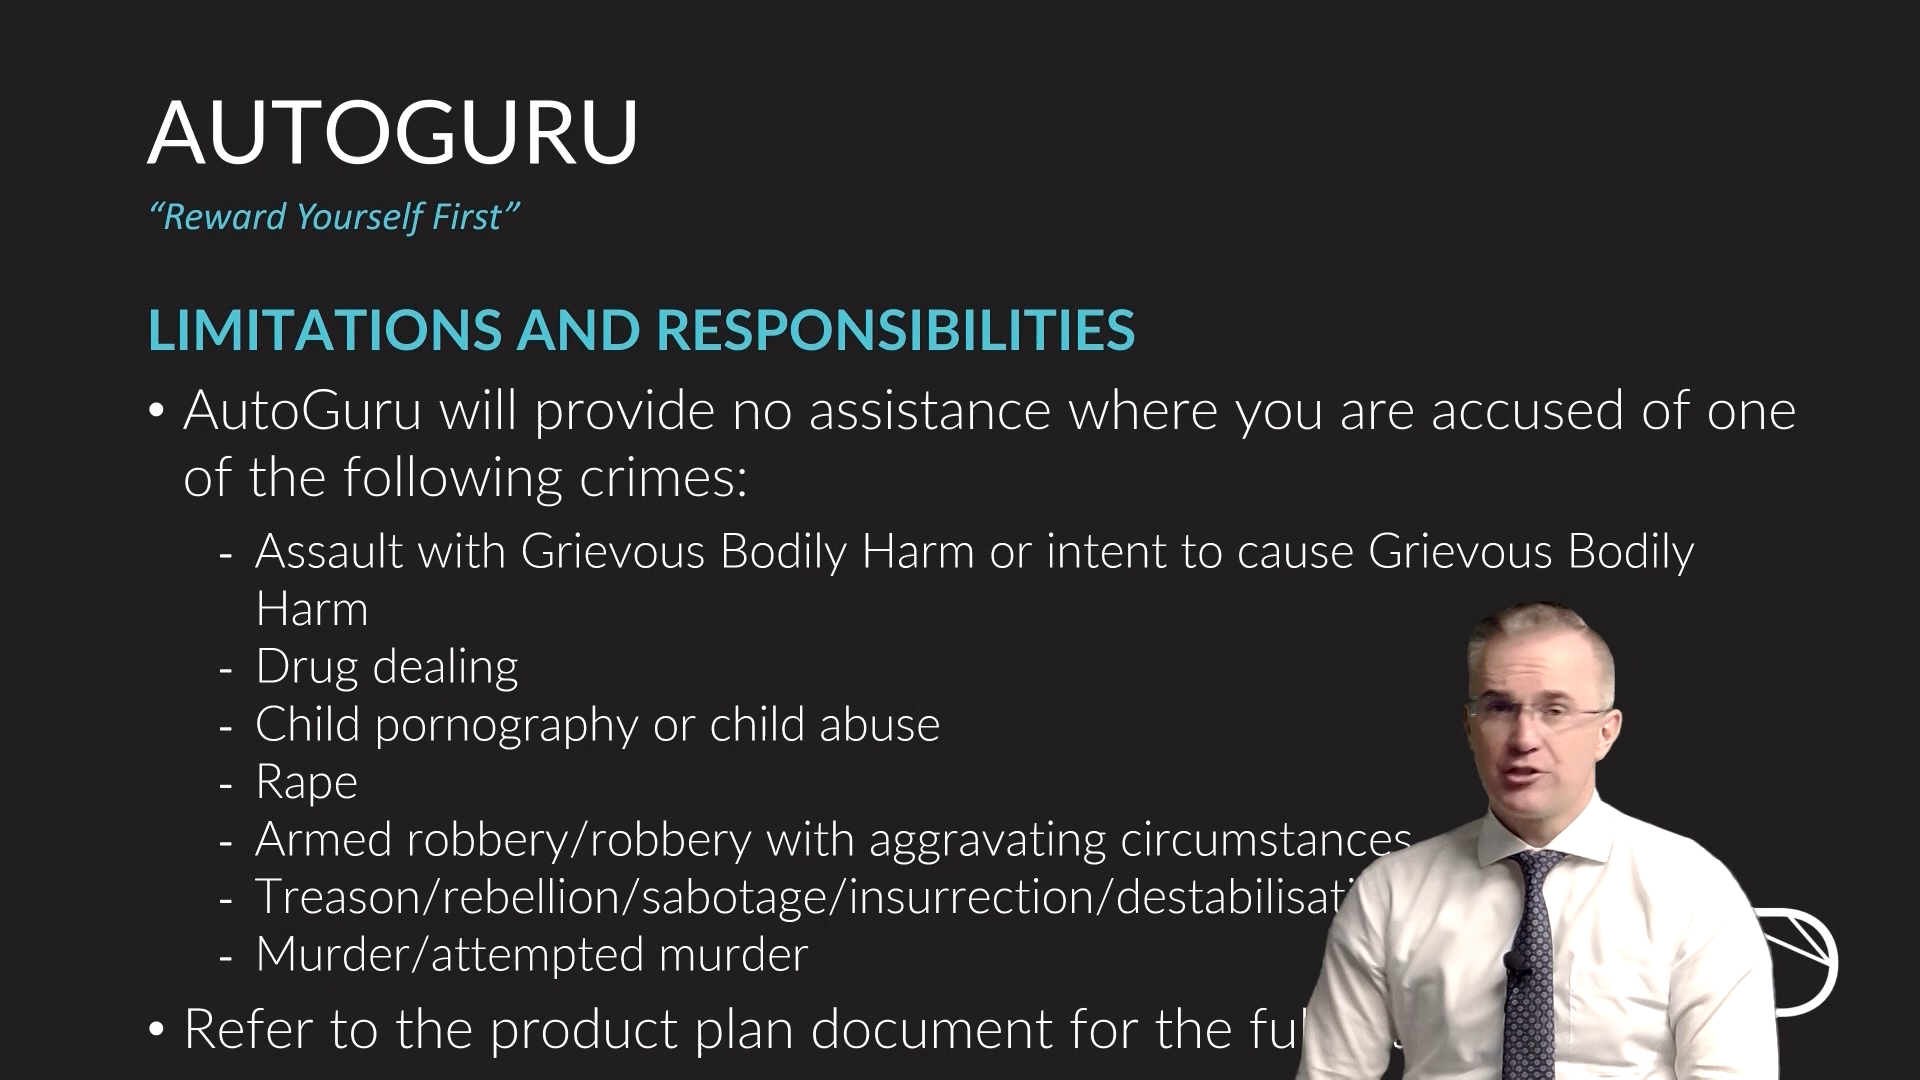 AUTOGURU
“Reward Yourself First”
LIMITATIONS AND RESPONSIBILITIES
• AutoGuru will provide no assistance where you are accused of one
of the following crimes:
- Assault with Grievous Bodily Harm or intent to cause Grievous Bodily
Harm
- Drug dealing
- Child pornography or child abuse
- Rape
- Armed robbery/robbery with aggravating circumstances
- Treason/rebellion/sabotage/insurrection/
- Murder/attempted murder
• Refer to the product plan document for the